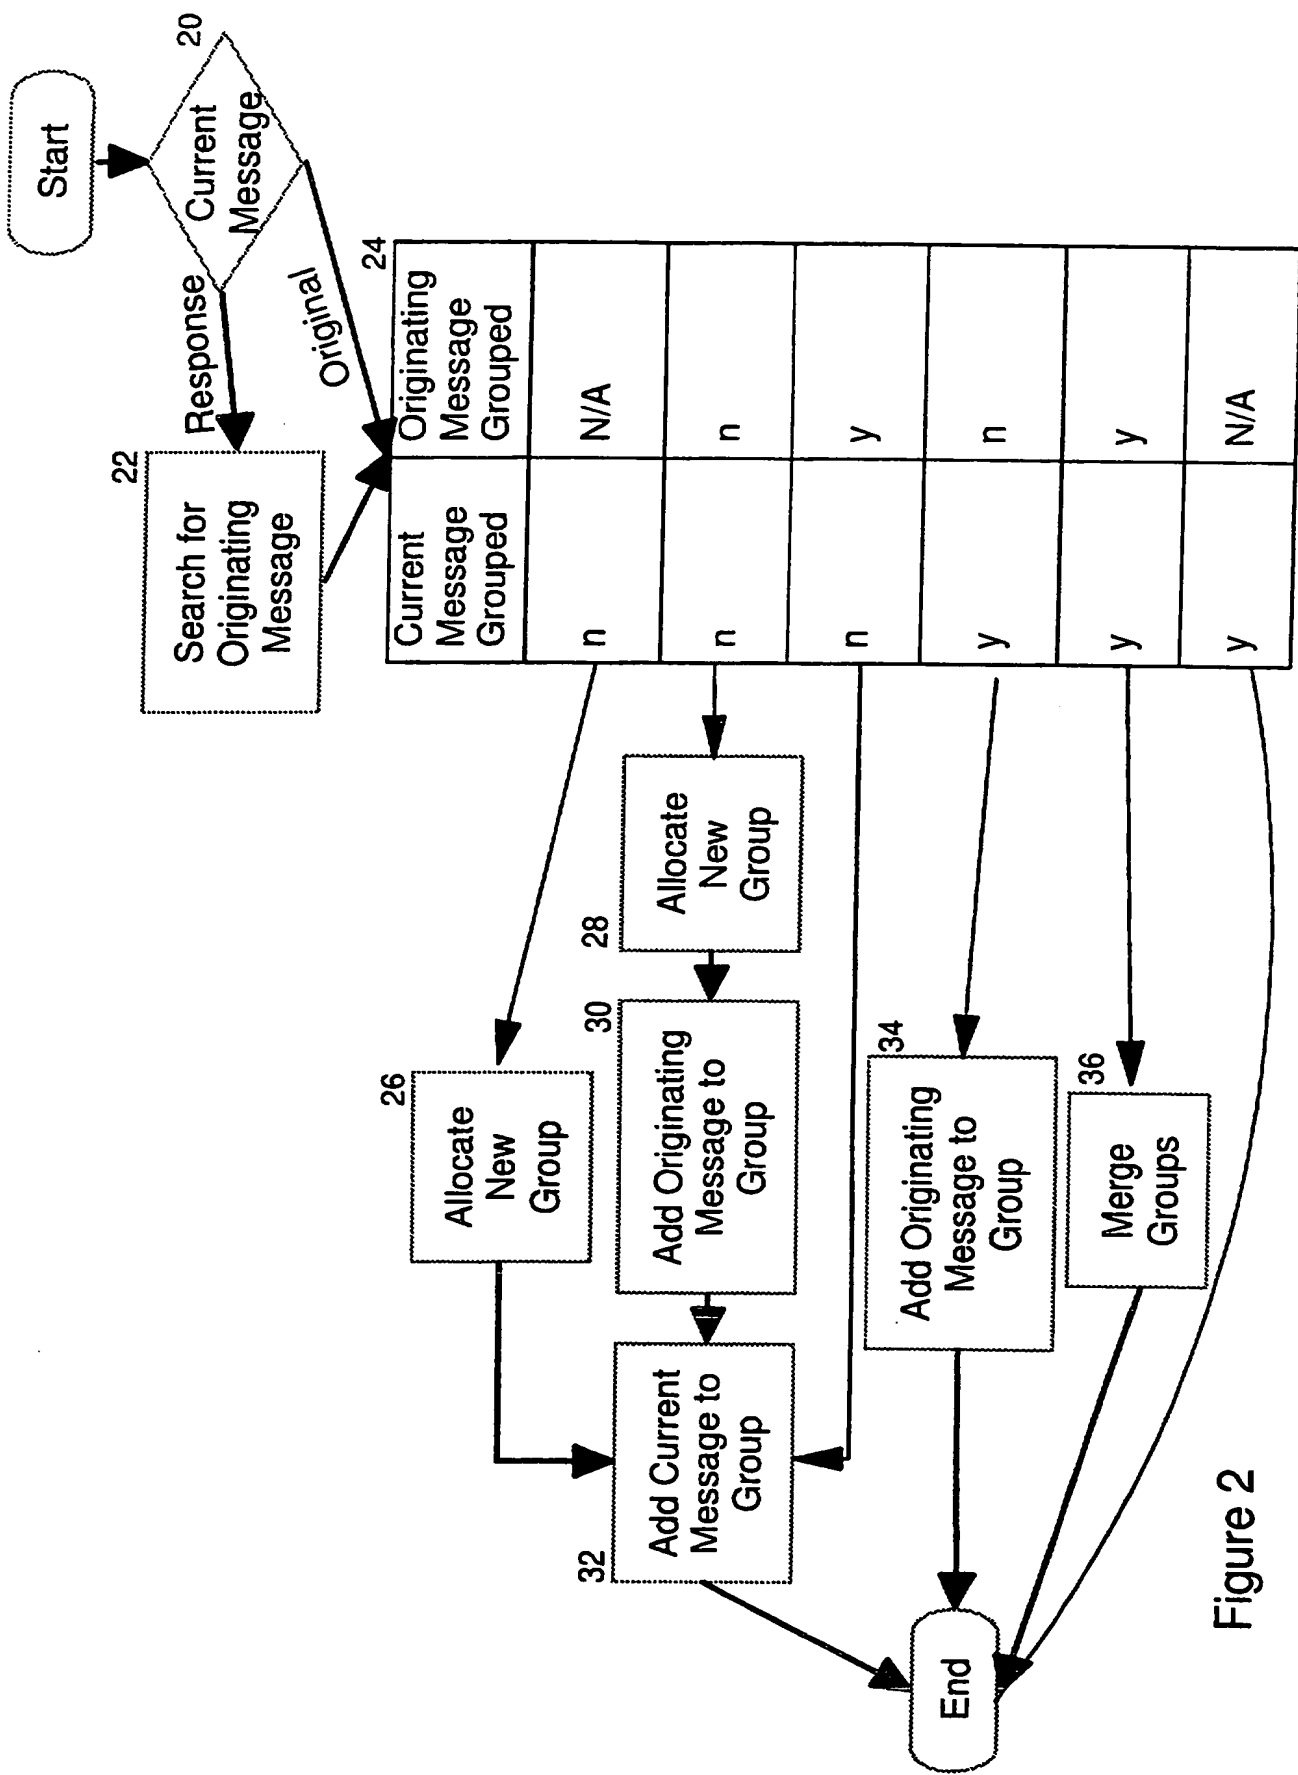 Start
20
Current
Message
Response
Original
22
Search for
Originating
Message
24
Current
Message
Grouped
Originating
Message
Grouped
n
N/A
n
n
n
y
y
n
y
y
y
N/A
26
Allocate
New
Group
28
Allocate
New
Group
30
Add Originating
Message to
Group
32
Add Current
Message to
Group
34
Add Originating
Message to
Group
36
Merge
Groups
End
Figure 2